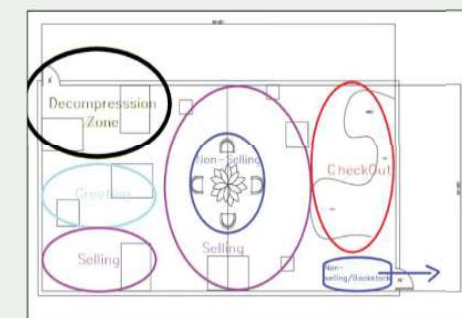 Decompresssion
Zone
Non-Selling
Greeting
CheckOut
Selling
Selling
Non-
selling/Backstock